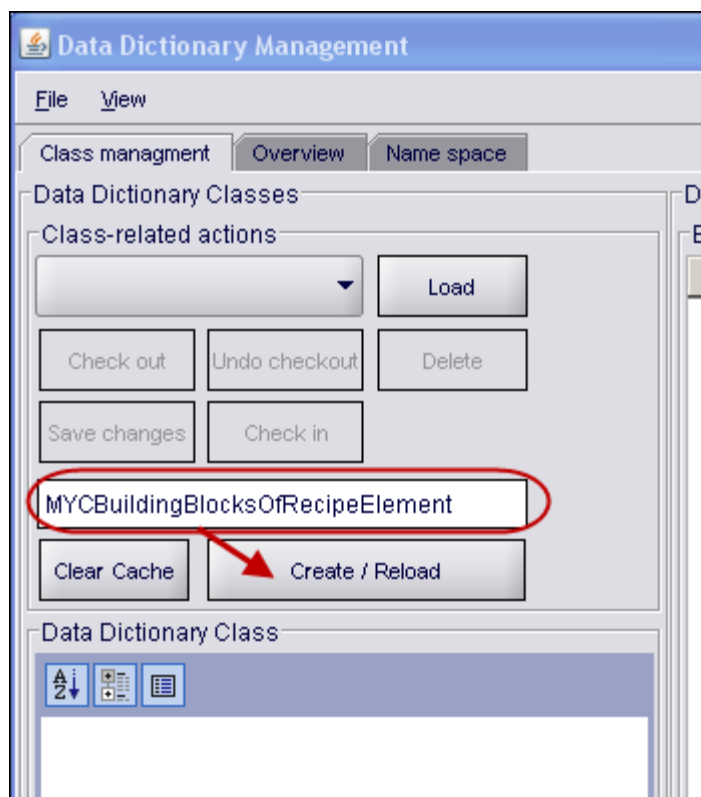 Data Dictionary Management
File View
Class managment Overview Name space
Data Dictionary Classes D
Class-related actions E
Load
Check out Undo checkout Delete
Save changes Check in
MYCBuildingBlocksOfRecipeElement
Clear Cache Create / Reload
Data Dictionary Class
A
Z